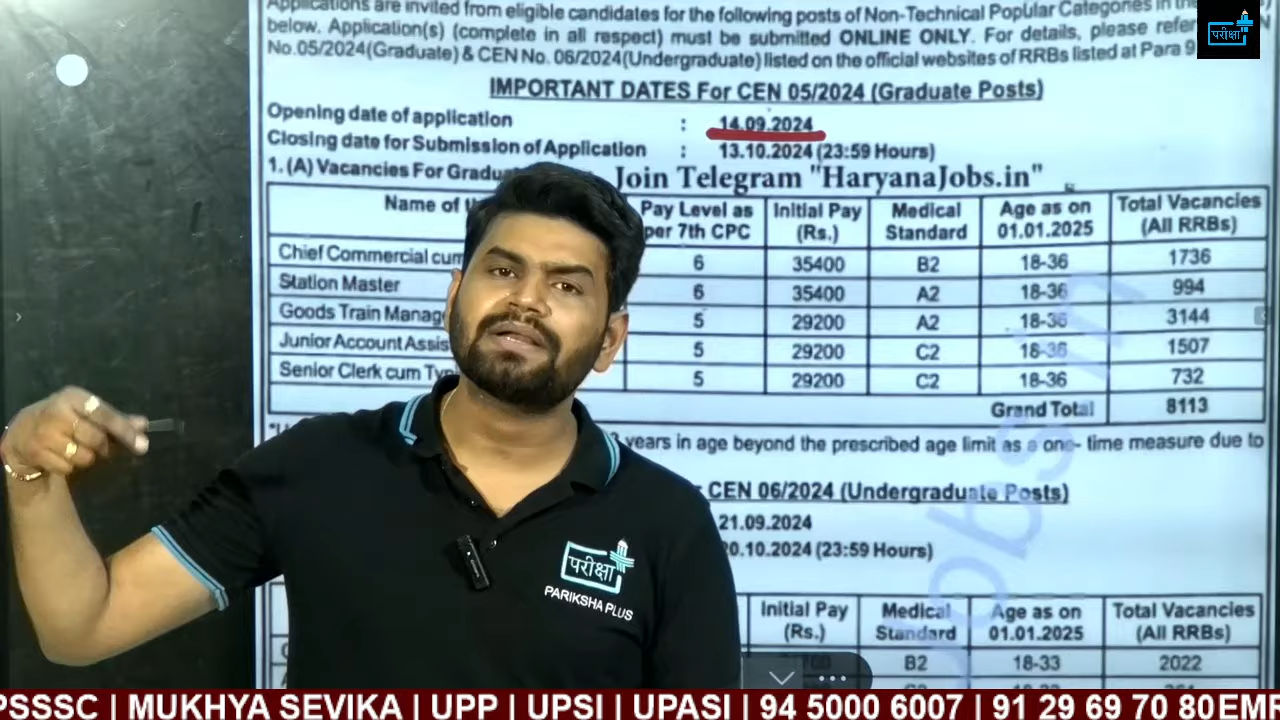 Applications are invited from eligible candidates for the following posts of Non-Technical Popular Categories in
below. Application(s) (complete in all respect) must be submitted ONLINE ONLY. For details, please refer
No.05/2024(Graduate) & CEN No. 06/2024(Undergraduate) listed on the official websites of RRBs listed at Para 9
परीक्षा
IMPORTANT DATES For CEN 05/2024 (Graduate Posts)
Opening date of application : 14.09.2024
Closing date for Submission of Application : 13.10.2024 (23:59 Hours)
1. (A) Vacancies For Gradu
Join Telegram "HaryanaJobs.in"
Name of Pay Level as per 7th CPC Initial Pay (Rs.) Medical Standard Age as on 01.01.2025 Total Vacancies (All RRBs)
Chief Commercial cum 6 35400 B2 18-36 1736
Station Master 6 35400 A2 18-36 994
Goods Train Manag 5 29200 A2 18-36 3144
Junior Account Assis 5 29200 C2 18-36 1507
Senior Clerk cum Ty 5 29200 C2 18-36 732
Grand Total 8113
years in age beyond the prescribed age limit as a one- time measure due to
CEN 06/2024 (Undergraduate Posts)
21.09.2024
20.10.2024 (23:59 Hours)
Initial Pay (Rs.) Medical Standard Age as on 01.01.2025 Total Vacancies (All RRBs)
B2 18-33 2022
Jobs.in
परीक्षा
PARIKSHA PLUS
PSSSC | MUKHYA SEVIKA | UPP | UPSI | UPASI | 94 5000 6007 | 91 29 69 70 80 EMR